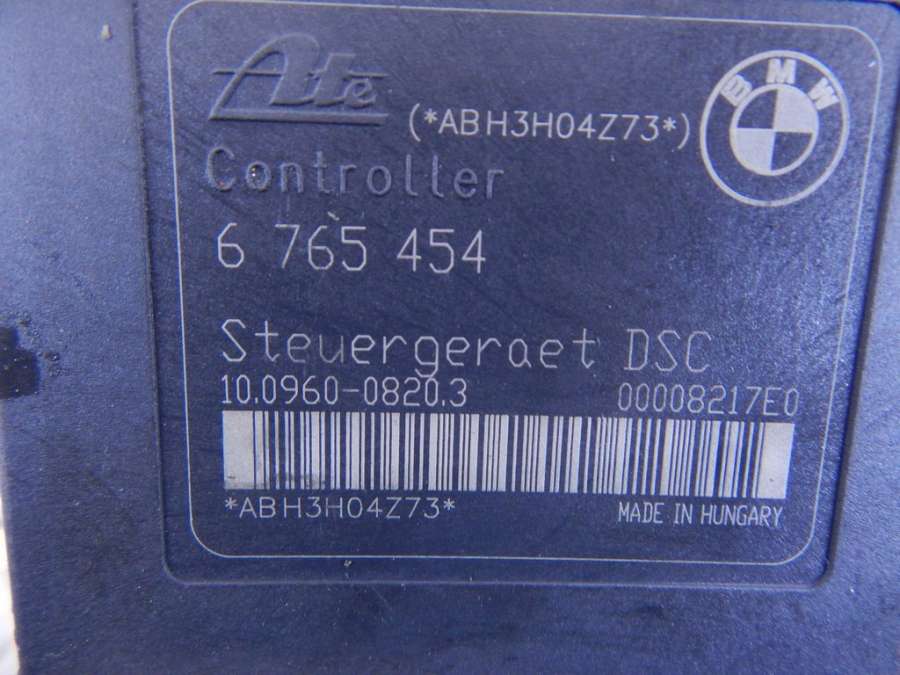 Ate (*ABH3H04Z73*) BMW
Controller
6 765 454
Steuergeraet DSC
10.0960-0820.3 00008217E0
*ABH3H04Z73* MADE IN HUNGARY